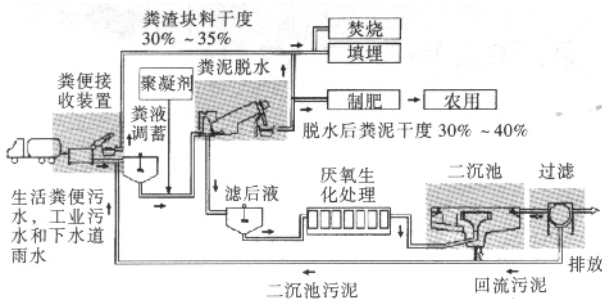 粪渣块料干度
30% ~35%
焚烧
填埋
粪泥脱水
聚凝剂
粪便接
收装置
粪液
调蓄
制肥
农用
脱水后粪泥干度 30% ~40%
厌氧生
化处理
二沉池
过滤
滤后液
生活粪便污
水，工业污
水和下水道
雨水
排放
二沉池污泥
回流污泥